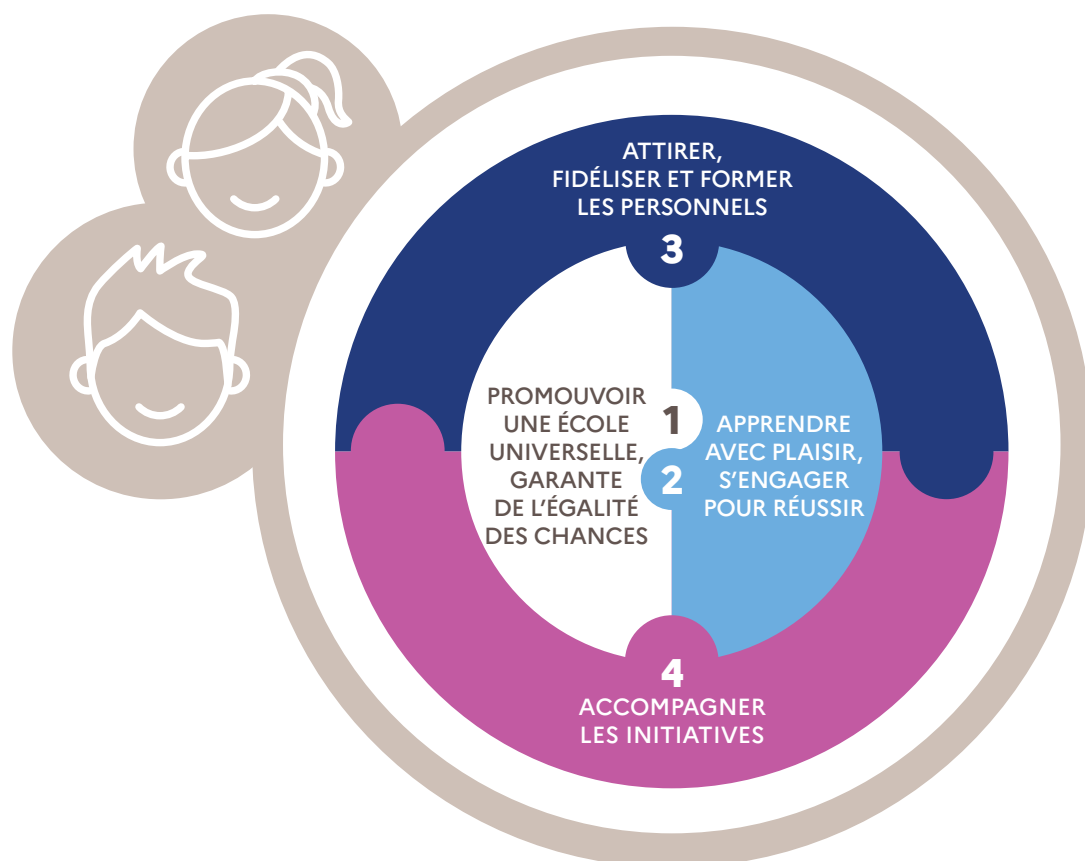 ATTIRER,
FIDÉLISER ET FORMER
LES PERSONNELS
3
PROMOUVOIR
UNE ÉCOLE
UNIVERSELLE,
GARANTE
DE L’ÉGALITÉ
DES CHANCES
1
2
APPRENDRE
AVEC PLAISIR,
S’ENGAGER
POUR RÉUSSIR
4
ACCOMPAGNER
LES INITIATIVES